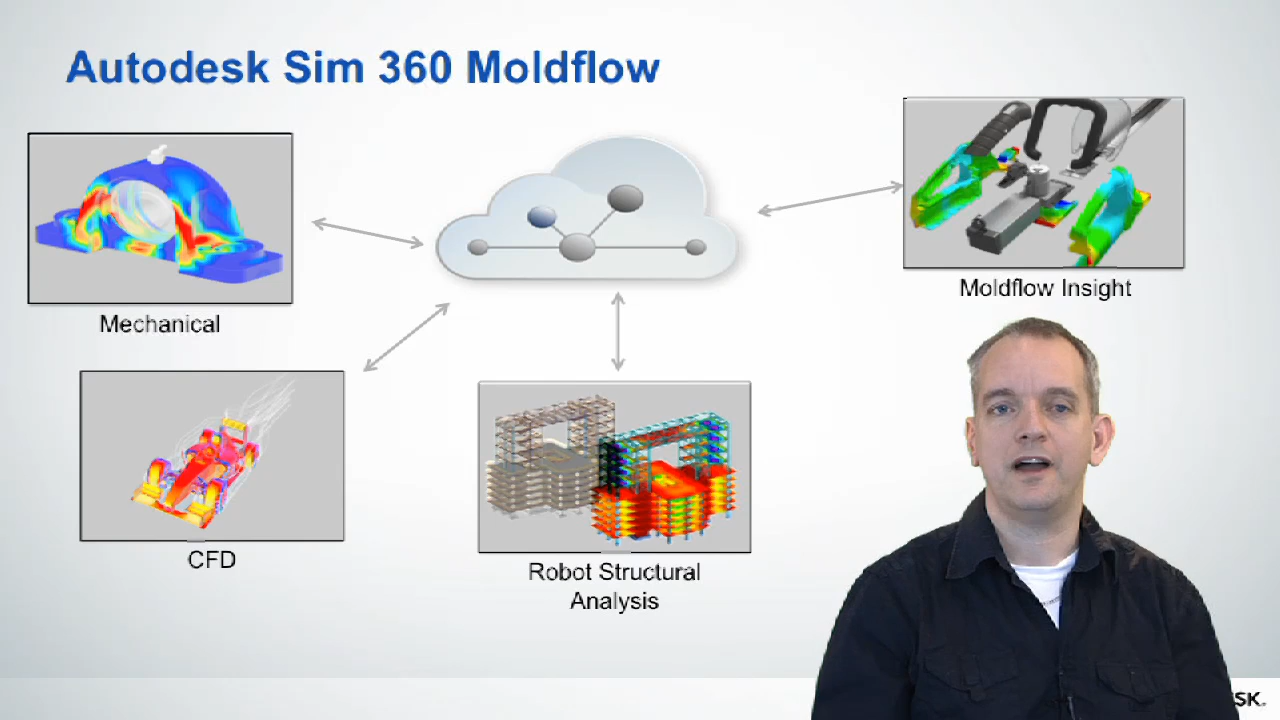 Autodesk Sim 360 Moldflow
Mechanical
Moldflow Insight
CFD
Robot Structural
Analysis
SK